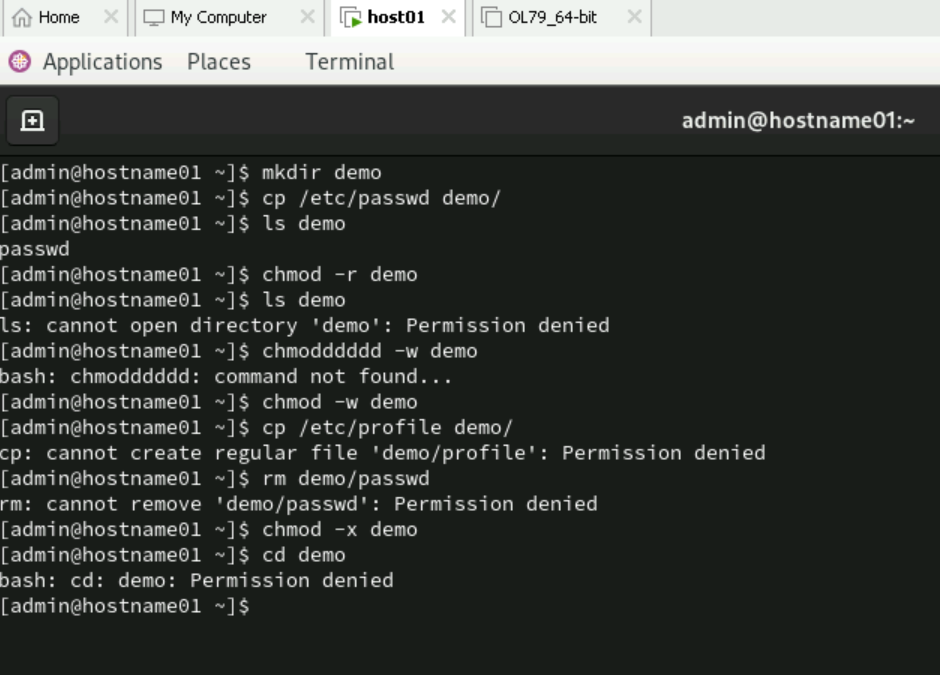 Home My Computer host01 OL79_64-bit
Applications Places Terminal
admin@hostname01:~
[admin@hostname01 ~]$ mkdir demo
[admin@hostname01 ~]$ cp /etc/passwd demo/
[admin@hostname01 ~]$ ls demo
passwd
[admin@hostname01 ~]$ chmod -r demo
[admin@hostname01 ~]$ ls demo
ls: cannot open directory 'demo': Permission denied
[admin@hostname01 ~]$ chmodddddd -w demo
bash: chmodddddd: command not found...
[admin@hostname01 ~]$ chmod -w demo
[admin@hostname01 ~]$ cp /etc/profile demo/
cp: cannot create regular file 'demo/profile': Permission denied
[admin@hostname01 ~]$ rm demo/passwd
rm: cannot remove 'demo/passwd': Permission denied
[admin@hostname01 ~]$ chmod -x demo
[admin@hostname01 ~]$ cd demo
bash: cd: demo: Permission denied
[admin@hostname01 ~]$